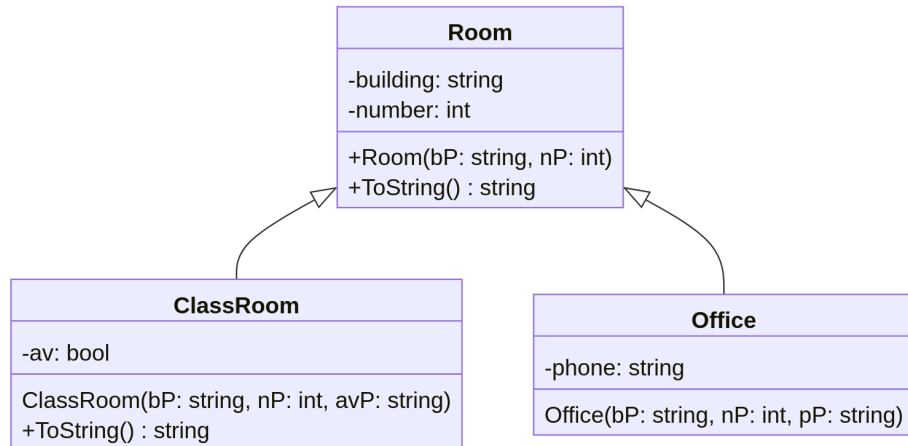 Room
-building: string
-number: int
+Room(bP: string, nP: int)
+ToString() : string
ClassRoom
-av: bool
ClassRoom(bP: string, nP: int, avP: string)
+ToString() : string
Office
-phone: string
Office(bP: string, nP: int, pP: string)